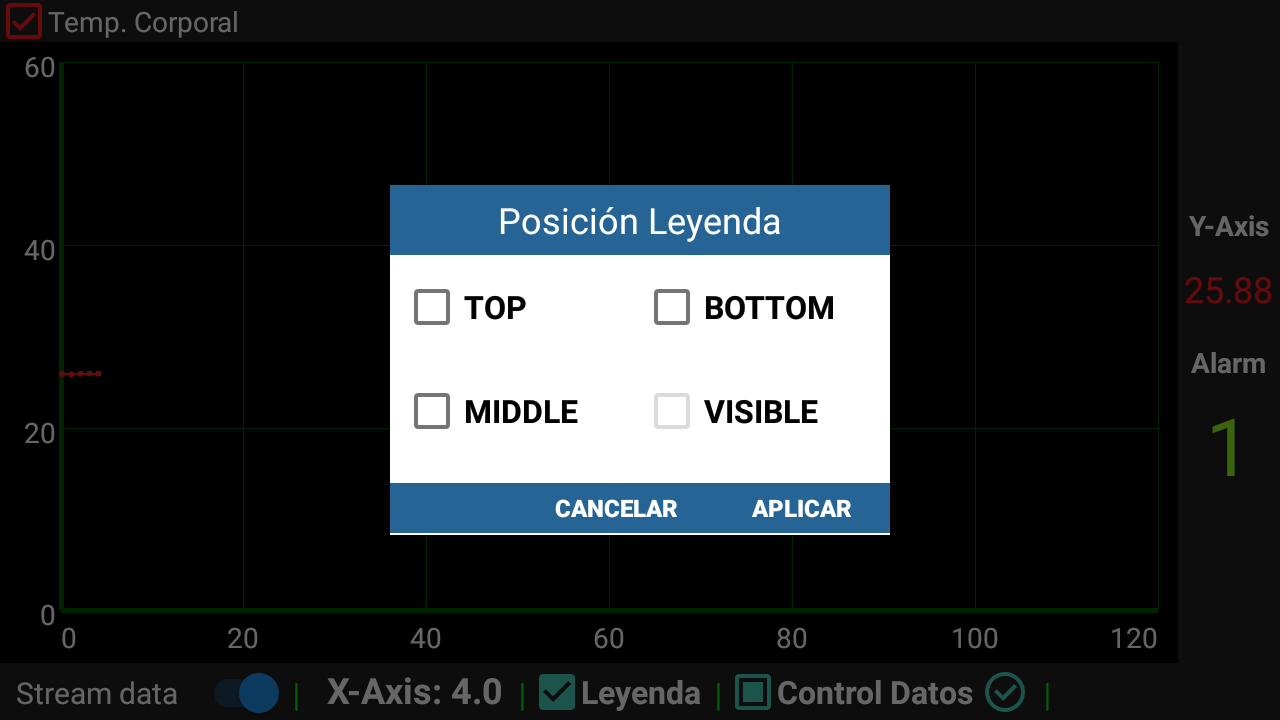 Temp. Corporal
60
40
20
0
0 20 40 60 80 100 120
Y-Axis
25.88
Alarm
1
Posición Leyenda
TOP BOTTOM
MIDDLE VISIBLE
CANCELAR APLICAR
Stream data | X-Axis: 4.0 | Leyenda | Control Datos |